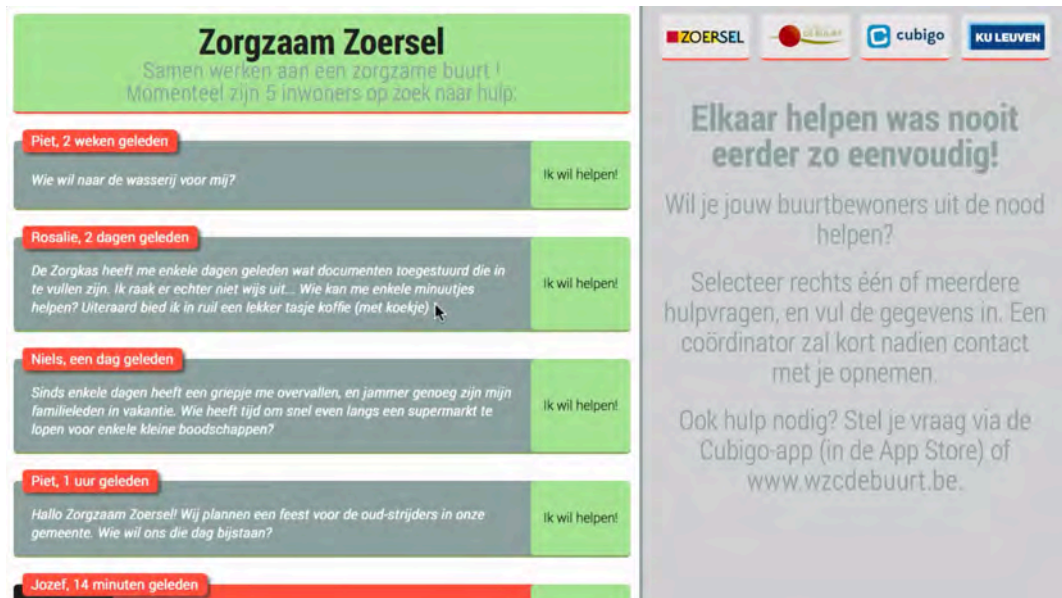 Zorgzaam Zoersel
Samen werken aan een zorgzame buurt !
Momenteel zijn 5 inwoners op zoek naar hulp:
Piet, 2 weken geleden
Wie wil naar de wasserij voor mij?
Ik wil helpen!
Rosalie, 2 dagen geleden
De Zorgkas heeft me enkele dagen geleden wat documenten toegestuurd die in
te vullen zijn. Ik raak er echter niet wijs uit... Wie kan me enkele minuutjes
helpen? Uiteraard bied ik in ruil een lekker tasje koffie (met koekje)
Ik wil helpen!
Niels, een dag geleden
Sinds enkele dagen heeft een griepje me overvallen, en jammer genoeg zijn mijn
familieleden in vakantie. Wie heeft tijd om snel even langs een supermarkt te
lopen voor enkele kleine boodschappen?
Ik wil helpen!
Piet, 1 uur geleden
Hallo Zorgzaam Zoersel! Wij plannen een feest voor de oud-strijders in onze
gemeente. Wie wil ons die dag bijstaan?
Ik wil helpen!
Jozef, 14 minuten geleden
ZOERSEL
cubigo
KU LEUVEN
Elkaar helpen was nooit
eerder zo eenvoudig!
Wil je jouw buurtbewoners uit de nood
helpen?
Selecteer rechts één of meerdere
hulpvragen, en vul de gegevens in. Een
coördinator zal kort nadien contact
met je opnemen.
Ook hulp nodig? Stel je vraag via de
Cubigo-app (in de App Store) of
www.wzcdebuurt.be.